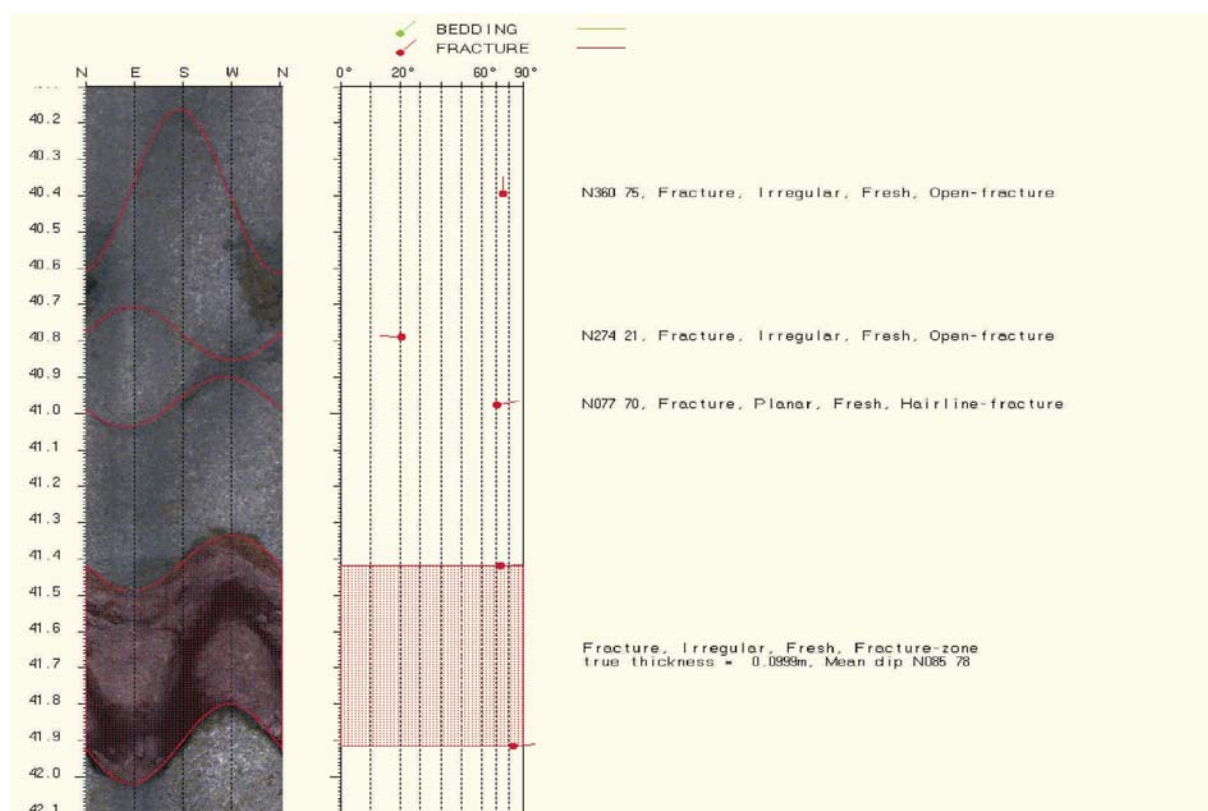 BEDDING
FRACTURE
N E S W N 0° 20° 60° 90°
40.2
40.3
40.4 N360 75, Fracture, Irregular, Fresh, Open-fracture
40.5
40.6
40.7
40.8 N274 21, Fracture, Irregular, Fresh, Open-fracture
40.9
41.0 N077 70, Fracture, Planar, Fresh, Hairline-fracture
41.1
41.2
41.3
41.4
41.5
41.6
Fracture, Irregular, Fresh, Fracture-zone
41.7 true thickness = 0.0999m, Mean dip N085 78
41.8
41.9
42.0
42.1